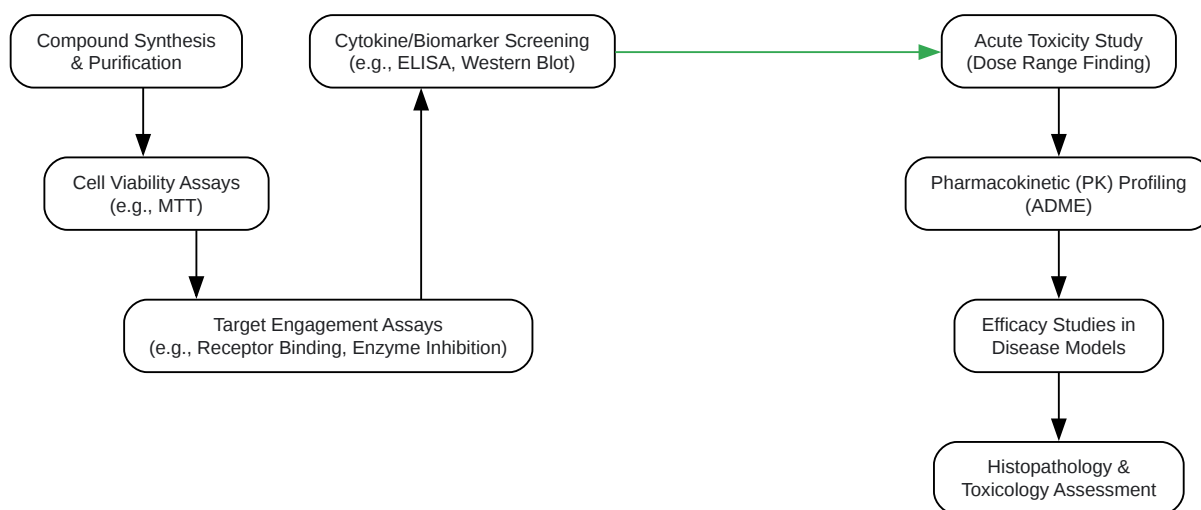 Compound Synthesis
& Purification
Cell Viability Assays
(e.g., MTT)
Target Engagement Assays
(e.g., Receptor Binding, Enzyme Inhibition)
Cytokine/Biomarker Screening
(e.g., ELISA, Western Blot)
Acute Toxicity Study
(Dose Range Finding)
Pharmacokinetic (PK) Profiling
(ADME)
Efficacy Studies in
Disease Models
Histopathology &
Toxicology Assessment